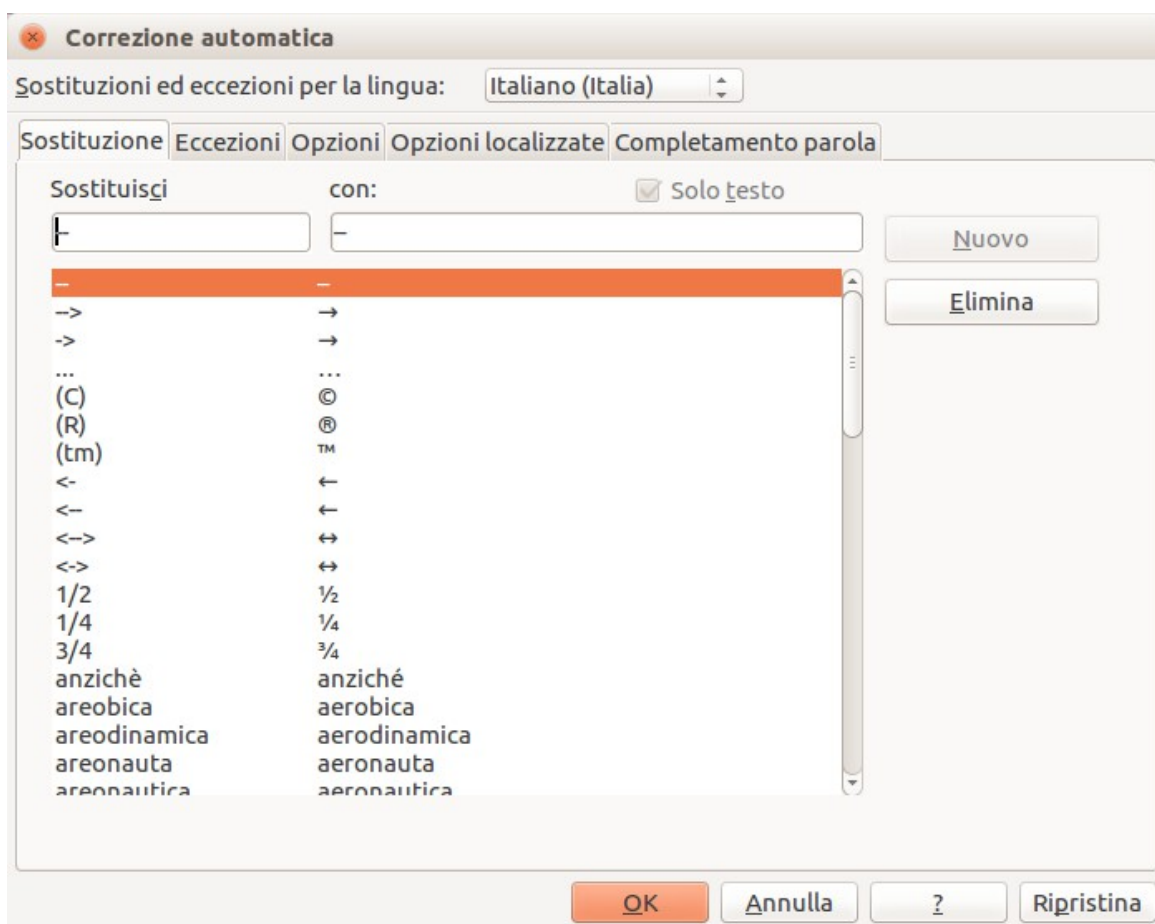 Correzione automatica
Sostituzioni ed eccezioni per la lingua: Italiano (Italia)
Sostituzione Eccezioni Opzioni Opzioni localizzate Completamento parola
Sostituisci con: Solo testo
– – Nuovo
– –
Elimina
--> →
-> →
... …
(C) ©
(R) ®
(tm) ™
<- ←
<-- ←
<--> ↔
<-> ↔
1/2 ½
1/4 ¼
3/4 ¾
anzichè anziché
areobica aerobica
areodinamica aerodinamica
areonauta aeronauta
areonautica aeronautica
OK Annulla ? Ripristina